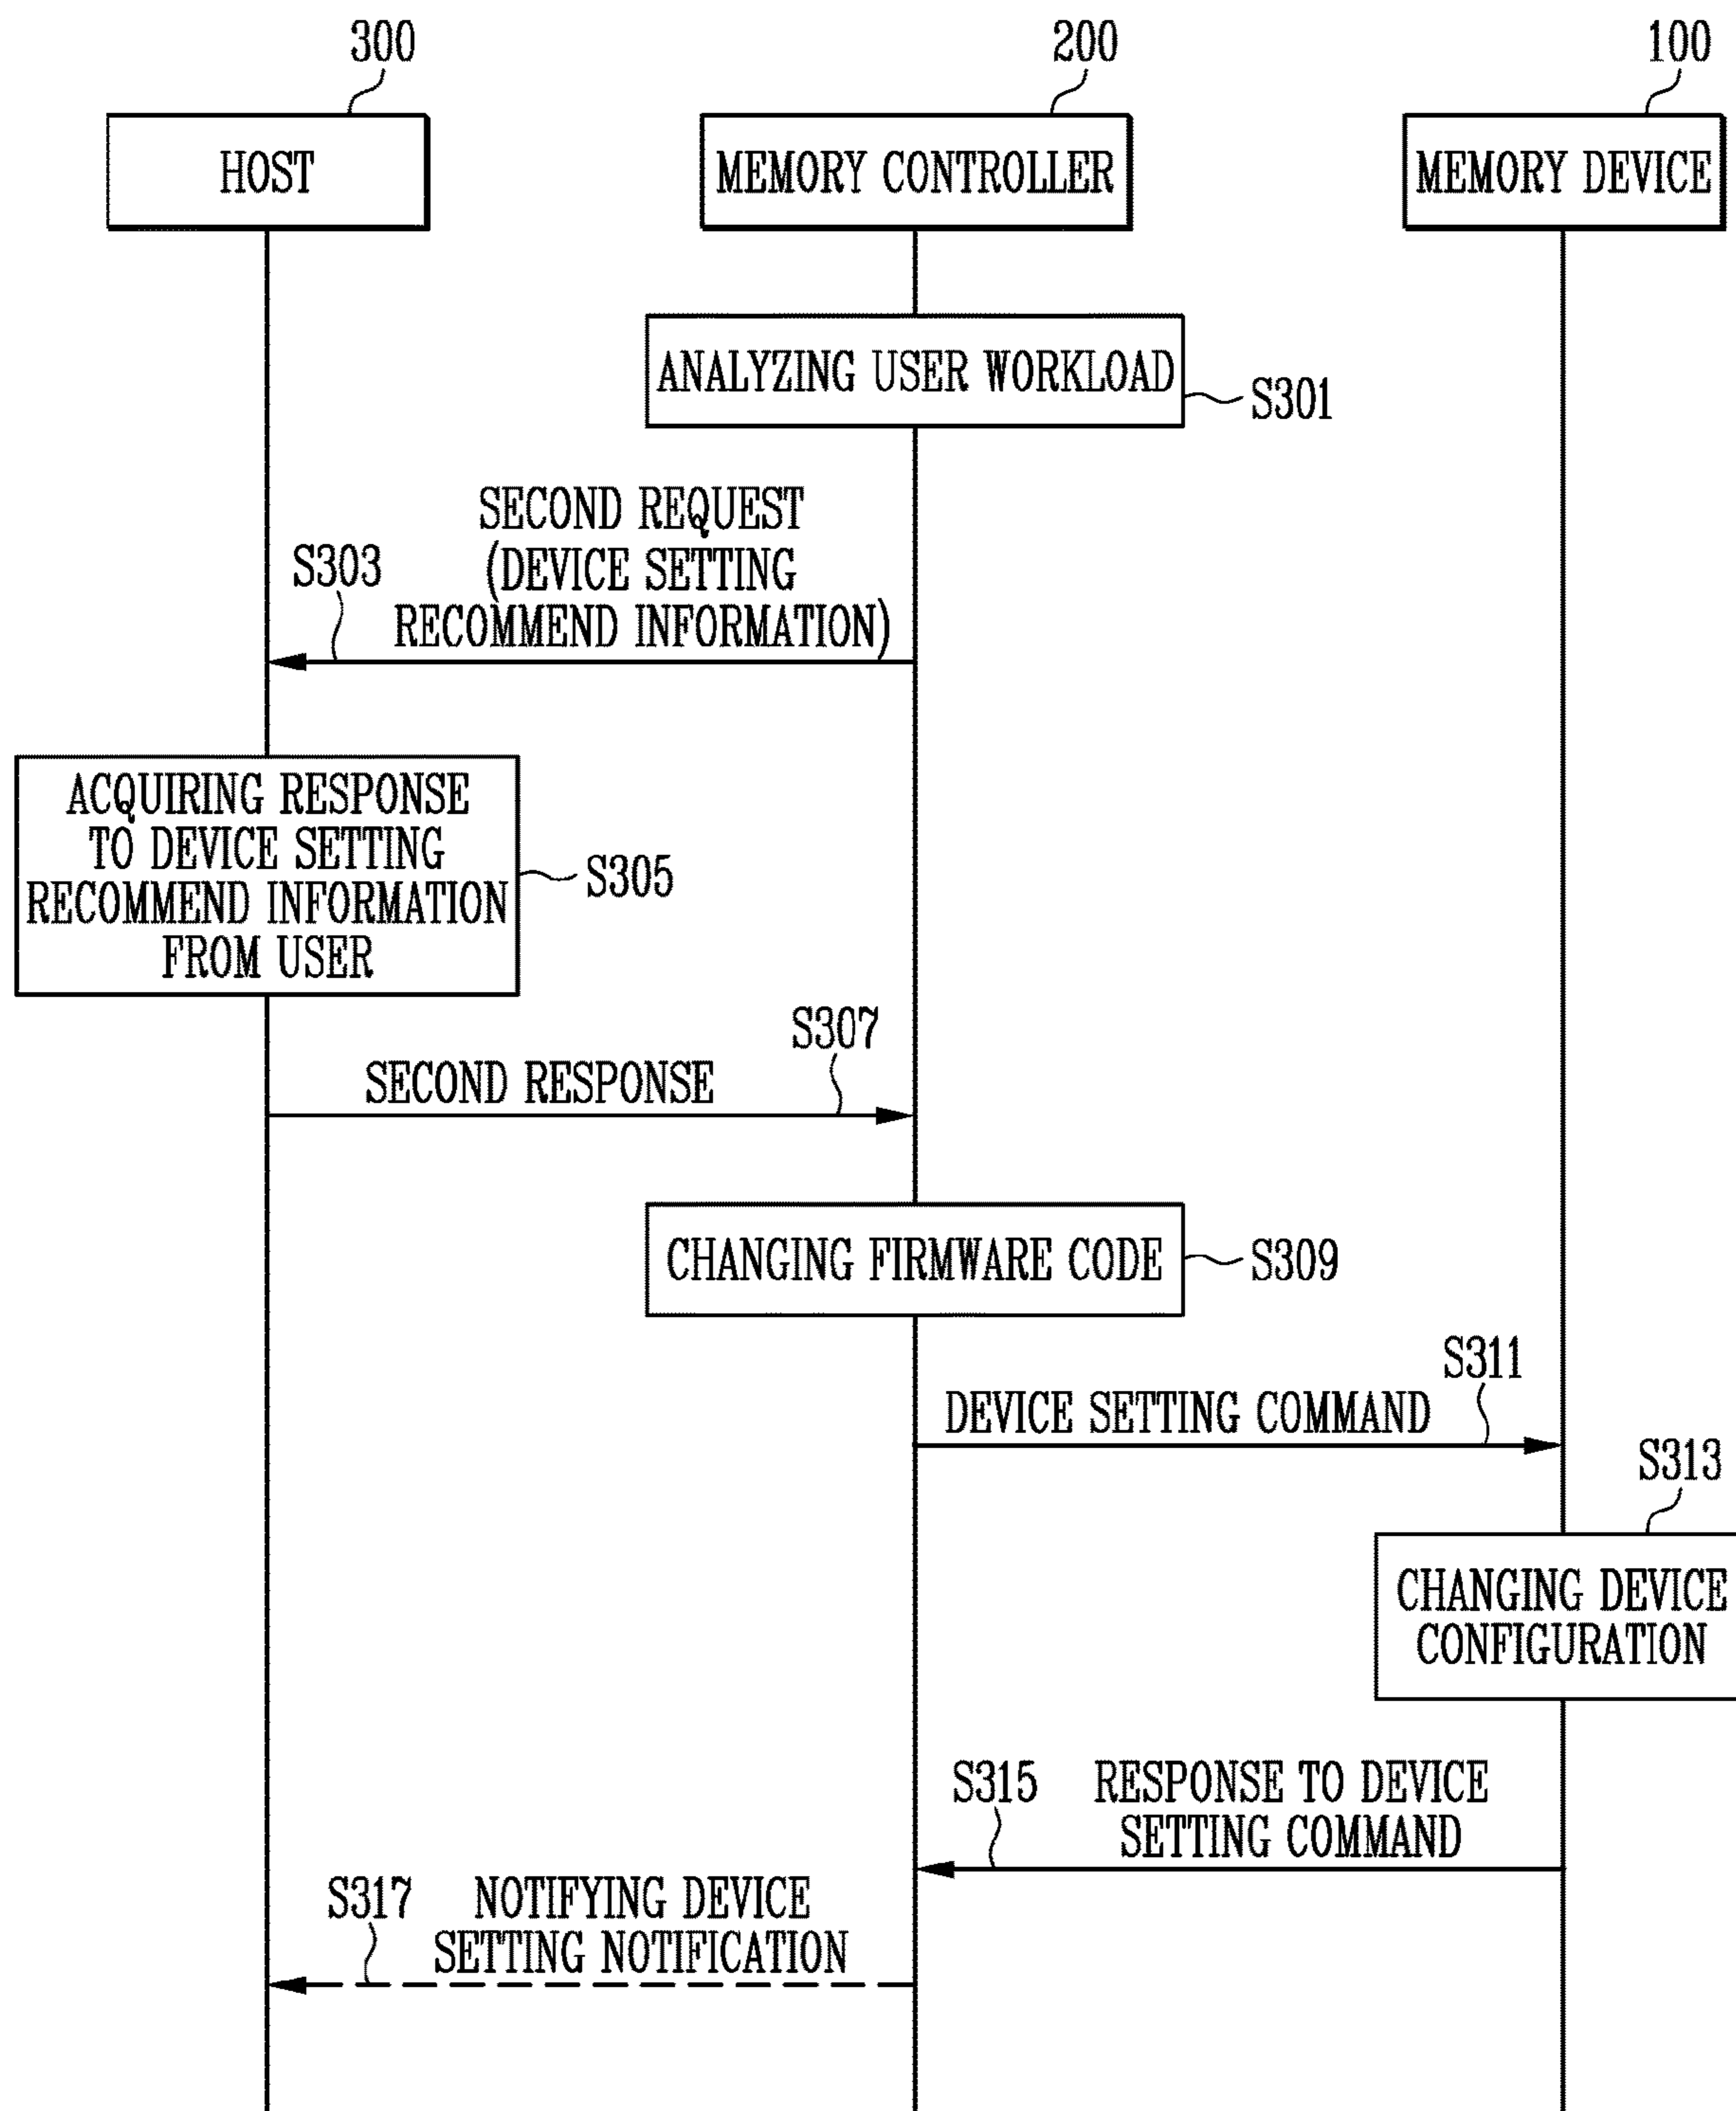 300
200
100
HOST
MEMORY CONTROLLER
MEMORY DEVICE
ANALYZING USER WORKLOAD
S301
SECOND REQUEST
(DEVICE SETTING
RECOMMEND INFORMATION)
S303
ACQUIRING RESPONSE
TO DEVICE SETTING
RECOMMEND INFORMATION
FROM USER
S305
S307
SECOND RESPONSE
CHANGING FIRMWARE CODE
S309
S311
DEVICE SETTING COMMAND
S313
CHANGING DEVICE
CONFIGURATION
S315
RESPONSE TO DEVICE
SETTING COMMAND
S317
NOTIFYING DEVICE
SETTING NOTIFICATION